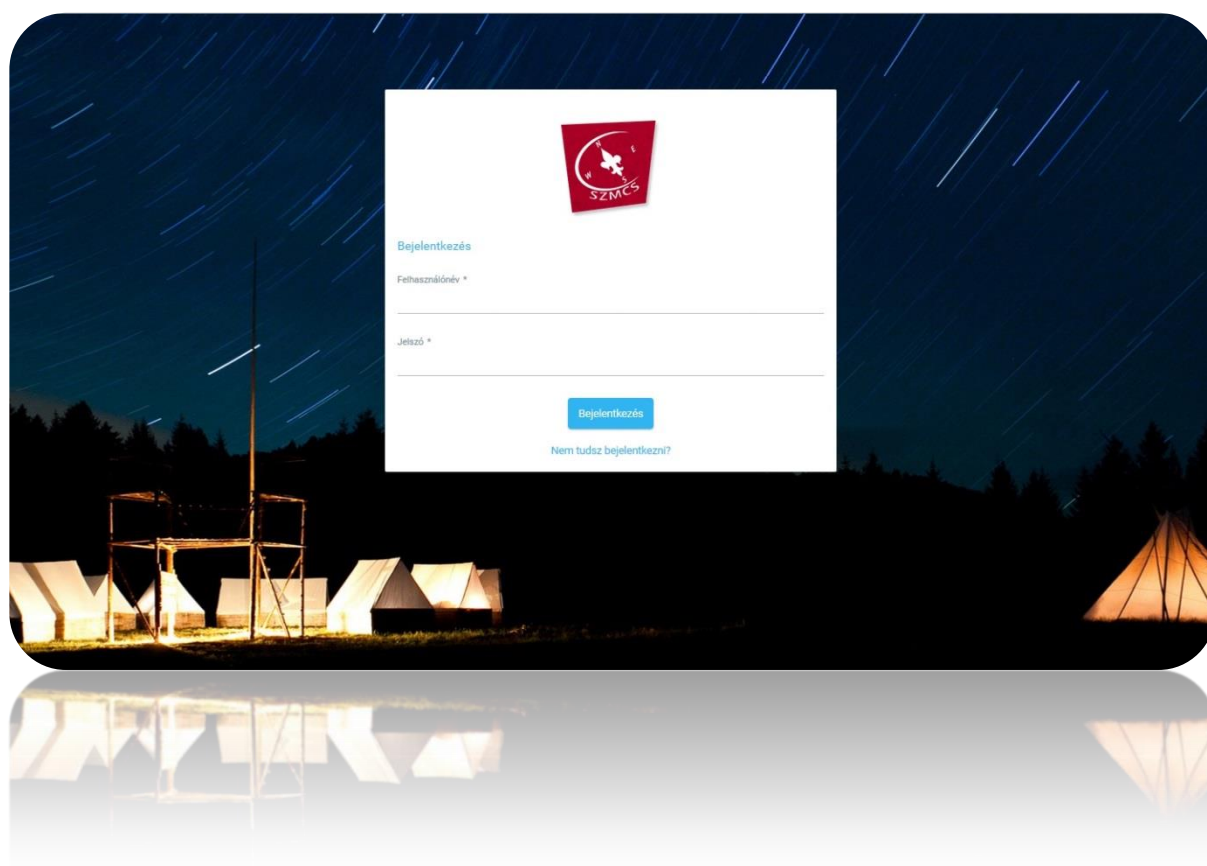 N
E
W
S
SZMCS
Bejelentkezés
Felhasználónév *
Jelszó *
Bejelentkezés
Nem tudsz bejelentkezni?